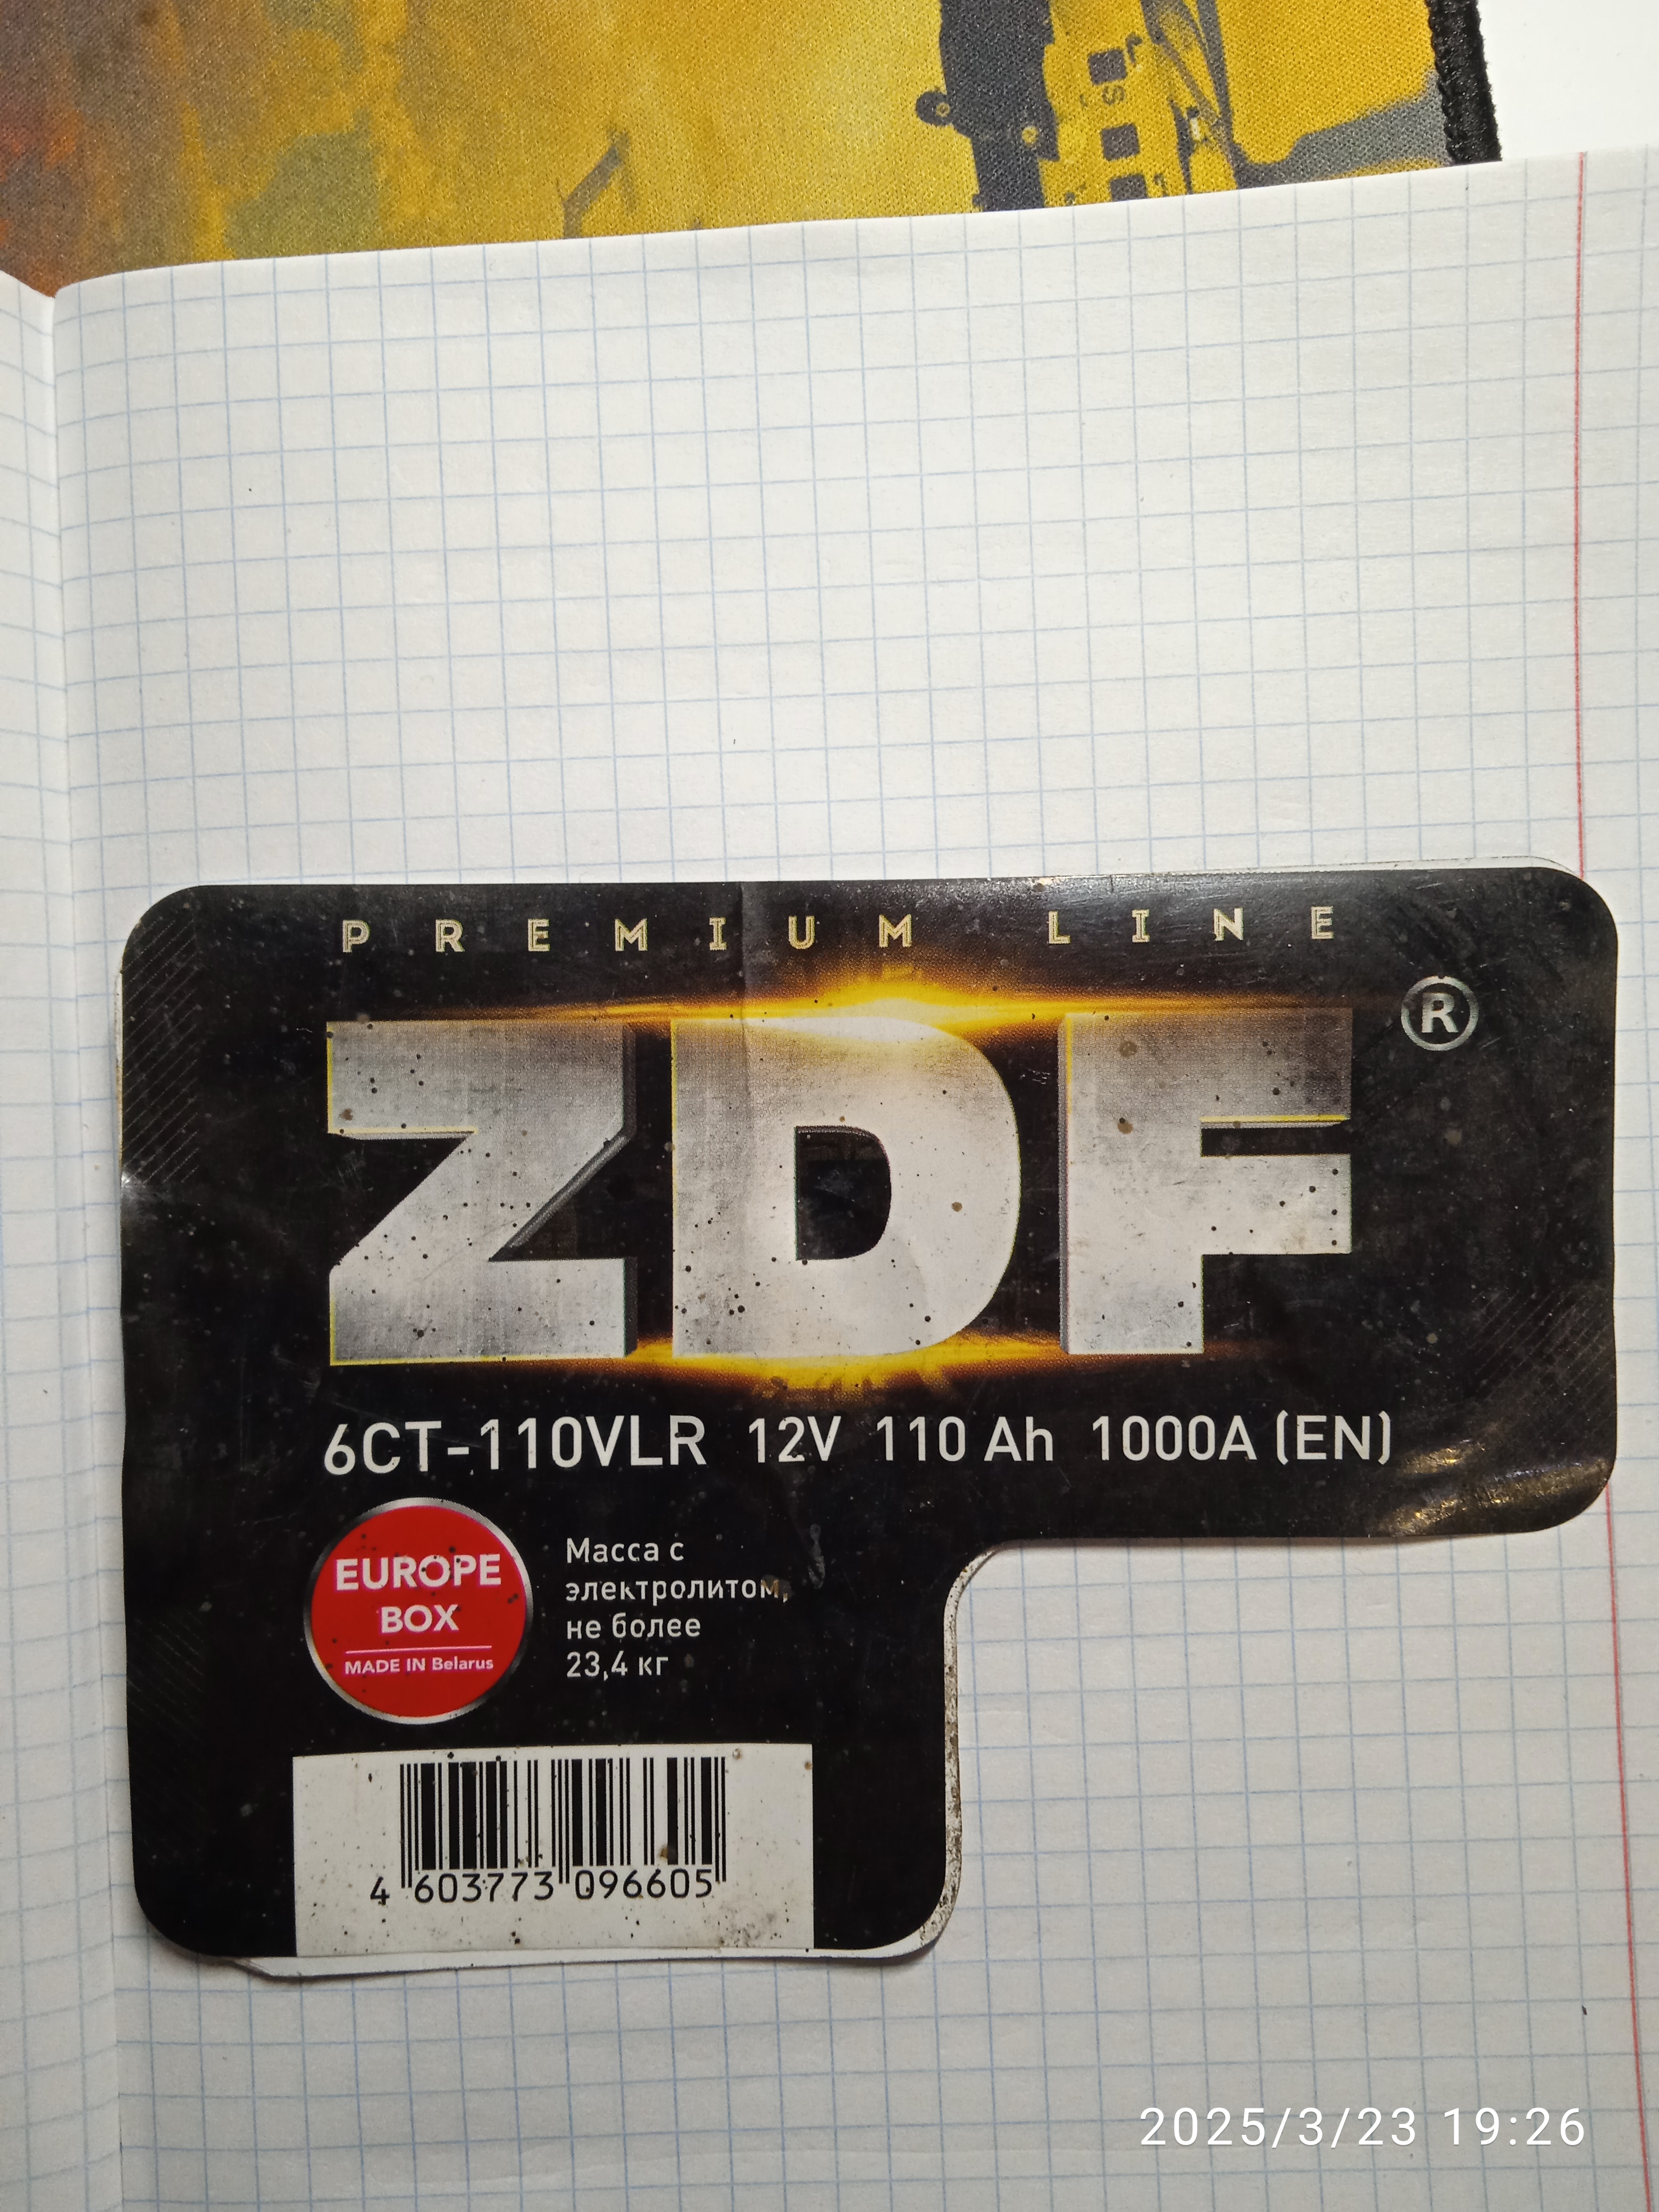 PREMIUM LINE
ZDF®
6CT-110VLR 12V 110 Ah 1000A (EN)
EUROPE
BOX
MADE IN Belarus
Масса с
электролитом,
не более
23,4 кг
4 603773 096605
2025/3/23 19:26